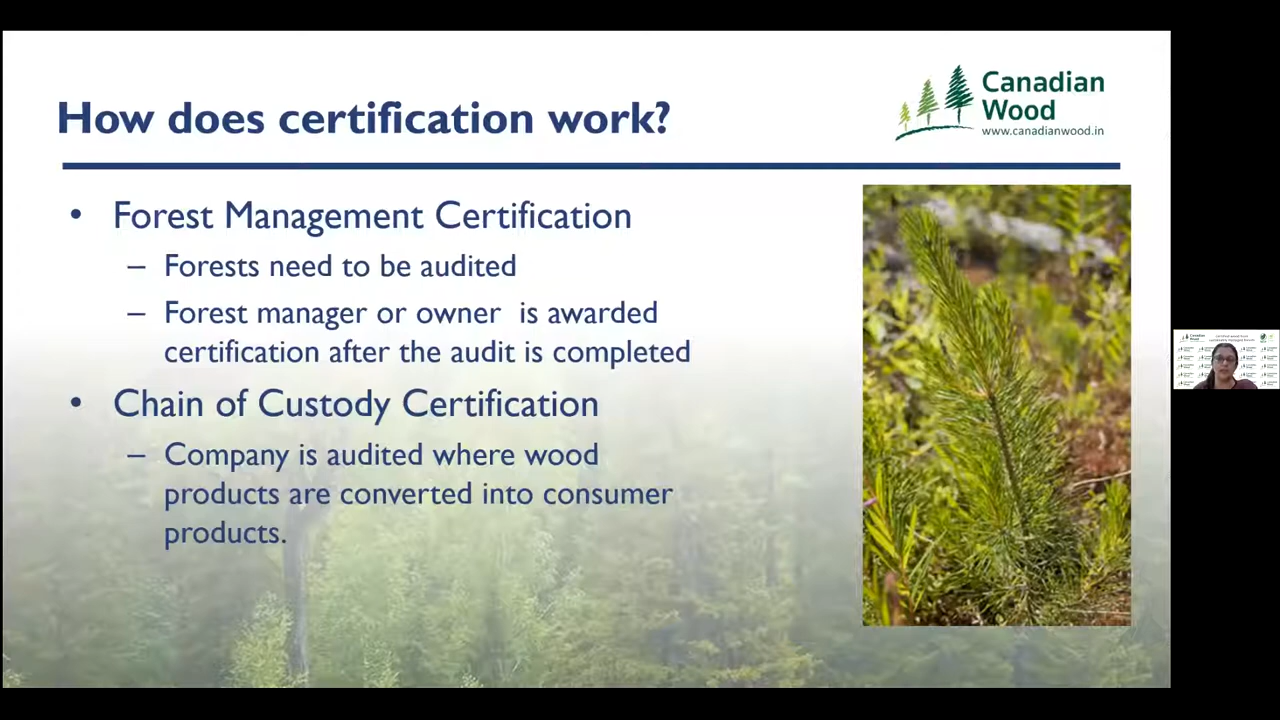 How does certification work?
Canadian
Wood
www.canadianwood.in
• Forest Management Certification
– Forests need to be audited
– Forest manager or owner is awarded
certification after the audit is completed
• Chain of Custody Certification
– Company is audited where wood
products are converted into consumer
products.